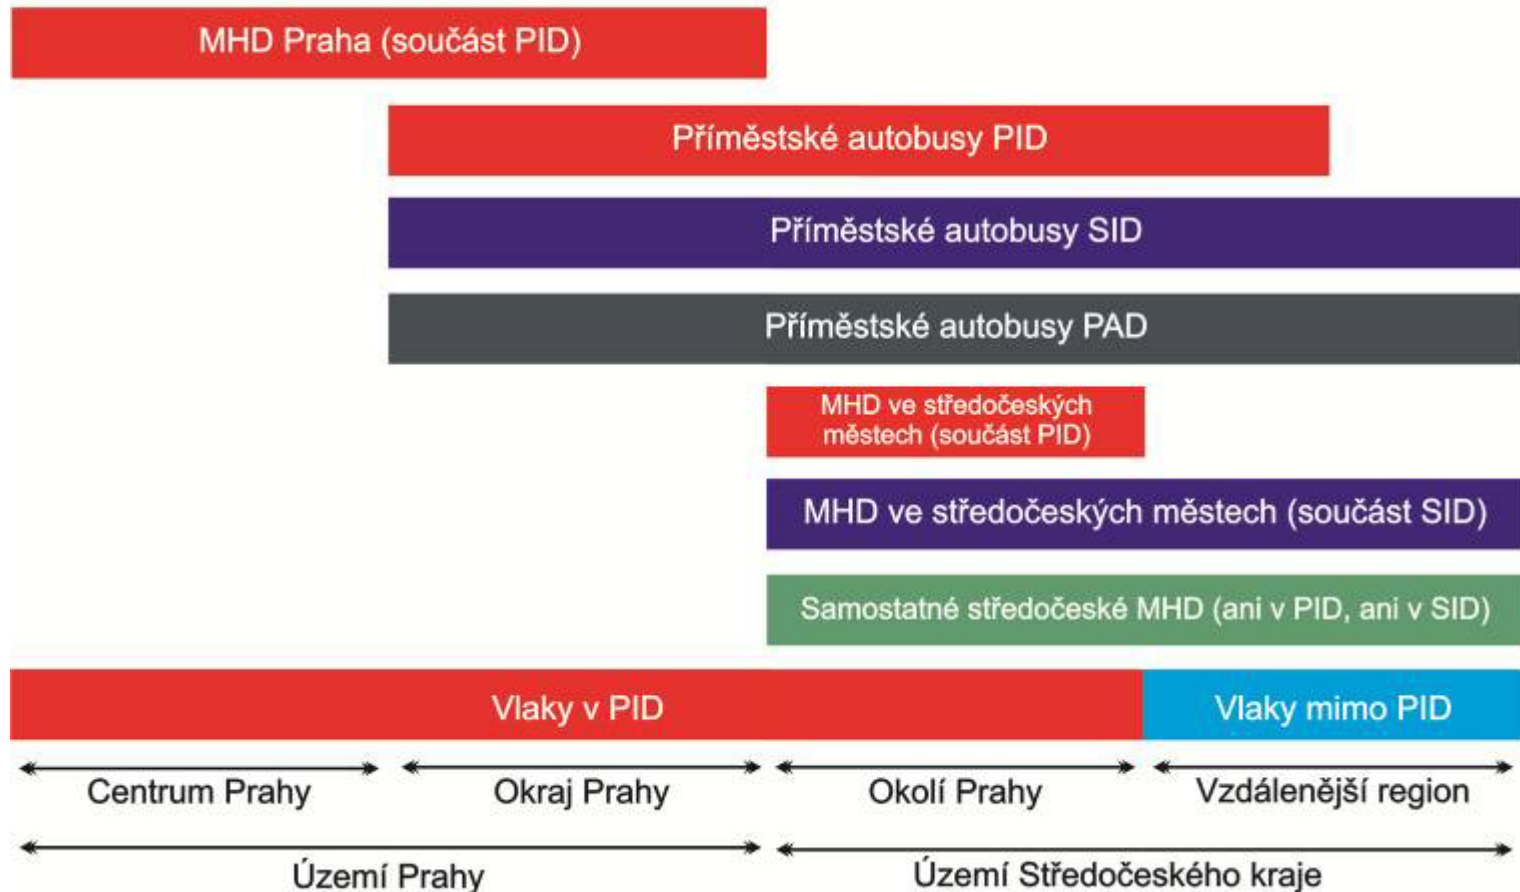 MHD Praha (součást PID)
Příměstské autobusy PID
Příměstské autobusy SID
Příměstské autobusy PAD
MHD ve středočeských
městech (součást PID)
MHD ve středočeských městech (součást SID)
Samostatné středočeské MHD (ani v PID, ani v SID)
Vlaky v PID
Vlaky mimo PID
Centrum Prahy
Okraj Prahy
Okolí Prahy
Vzdálenější region
Území Prahy
Území Středočeského kraje